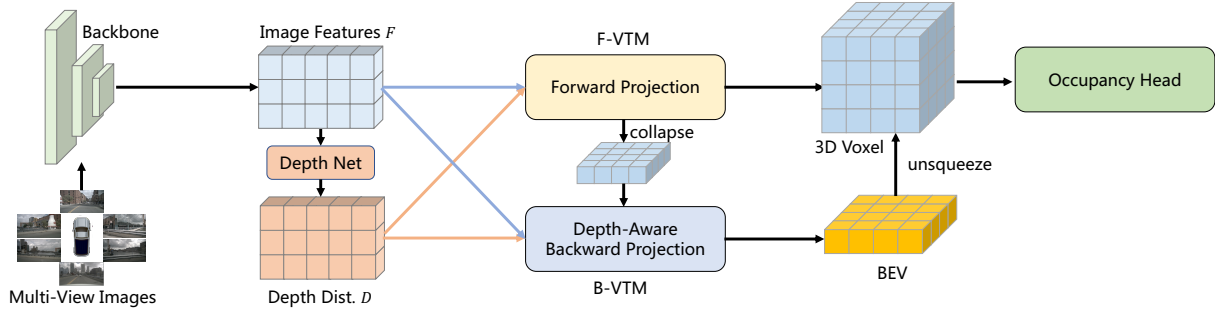 Backbone
Multi-View Images
Image Features F
Depth Net
Depth Dist. D
F-VTM
Forward Projection
collapse
Depth-Aware
Backward Projection
B-VTM
3D Voxel
unsqueeze
BEV
Occupancy Head